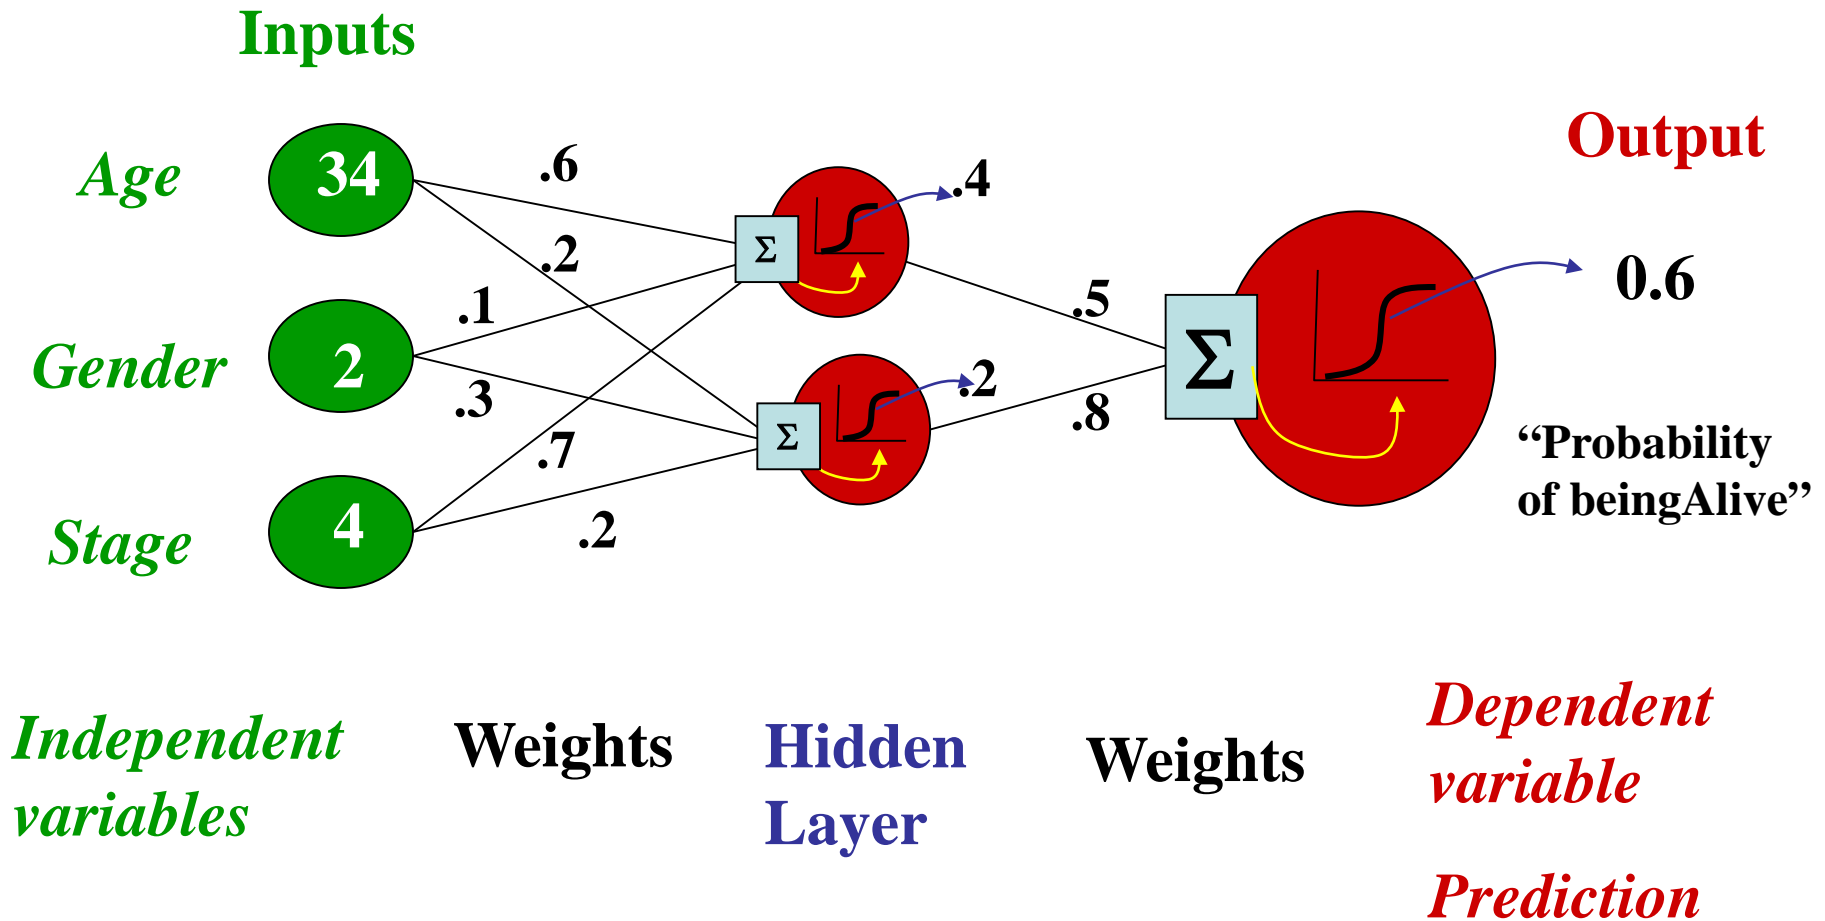 Inputs
Output
Age
34
.6
.4
.2
Σ
0.6
Gender
2
.1
.5
Σ
.3
.2
.8
Σ
“Probability
of beingAlive”
Stage
4
.7
.2
Independent
variables
Weights
Hidden
Layer
Weights
Dependent
variable
Prediction